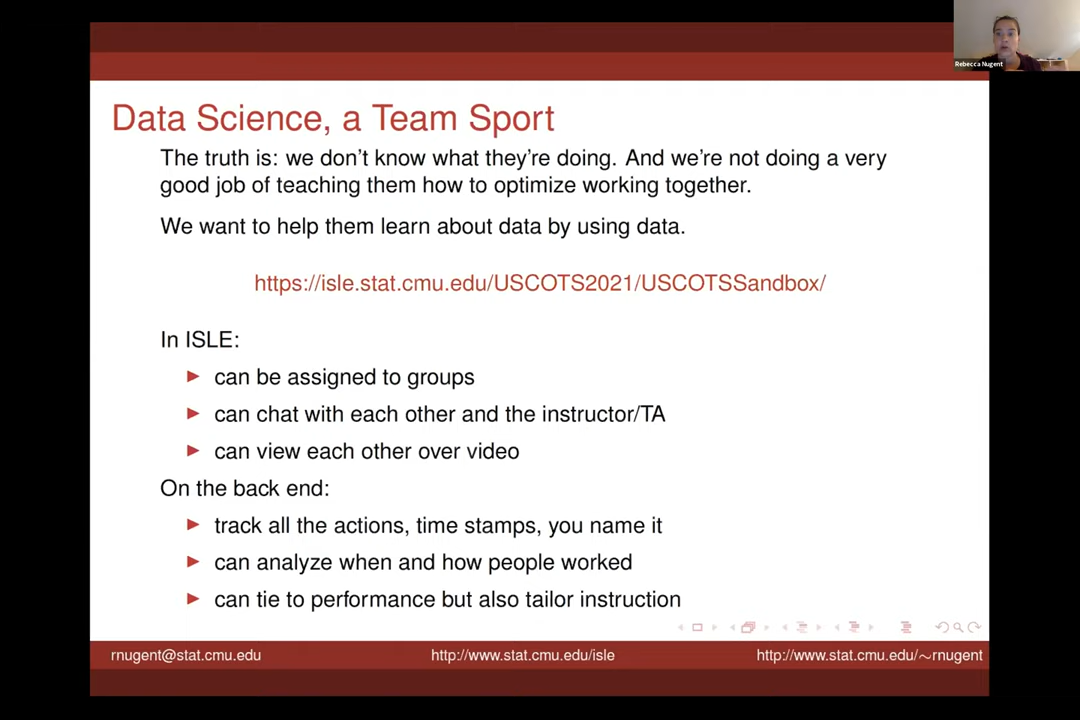 Rebecca Nugent
Data Science, a Team Sport
The truth is: we don't know what they're doing. And we're not doing a very
good job of teaching them how to optimize working together.
We want to help them learn about data by using data.
https://isle.stat.cmu.edu/USCOTS2021/USCOTSSandbox/
In ISLE:
can be assigned to groups
can chat with each other and the instructor/TA
can view each other over video
On the back end:
track all the actions, time stamps, you name it
can analyze when and how people worked
can tie to performance but also tailor instruction
rnugent@stat.cmu.edu http://www.stat.cmu.edu/isle http://www.stat.cmu.edu/~rnugent